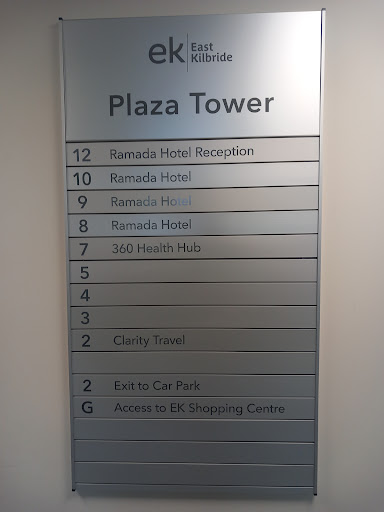 ek East
Kilbride
Plaza Tower
12 Ramada Hotel Reception
10 Ramada Hotel
9 Ramada Hotel
8 Ramada Hotel
7 360 Health Hub
5
4
3
2 Clarity Travel
2 Exit to Car Park
G Access to EK Shopping Centre